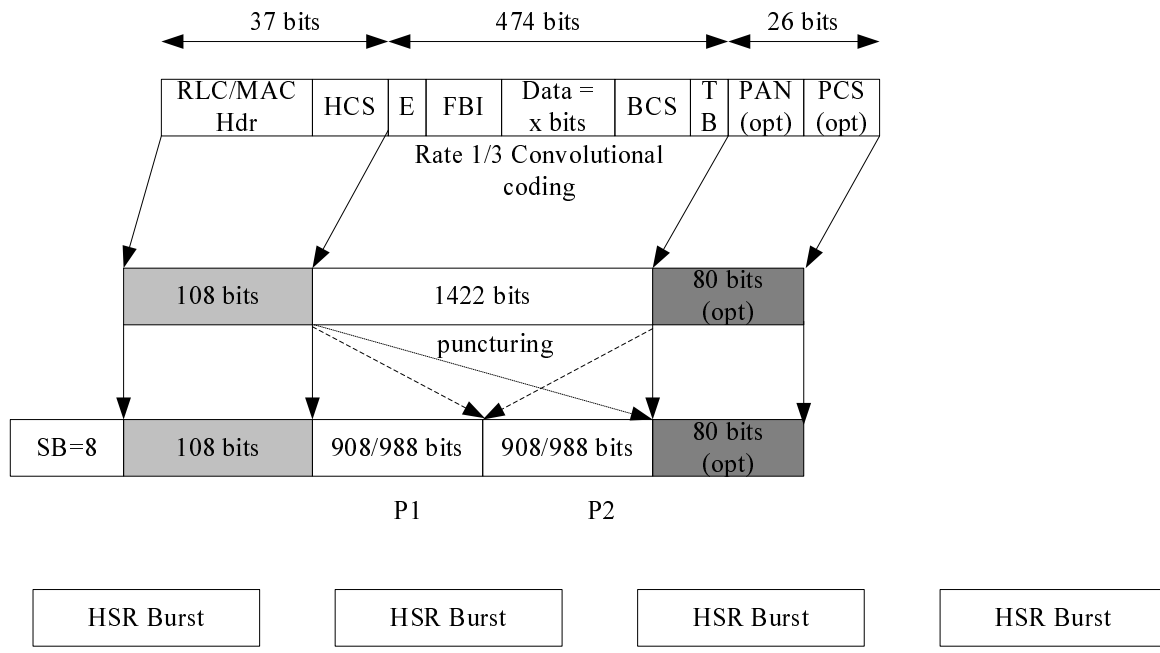 37 bits
474 bits
26 bits
RLC/MAC
Hdr
HCS
E
FBI
Data =
x bits
BCS
T
B
PAN
(opt)
PCS
(opt)
Rate 1/3 Convolutional
coding
108 bits
1422 bits
80 bits
(opt)
puncturing
SB=8
108 bits
908/988 bits
908/988 bits
80 bits
(opt)
P1
P2
HSR Burst
HSR Burst
HSR Burst
HSR Burst